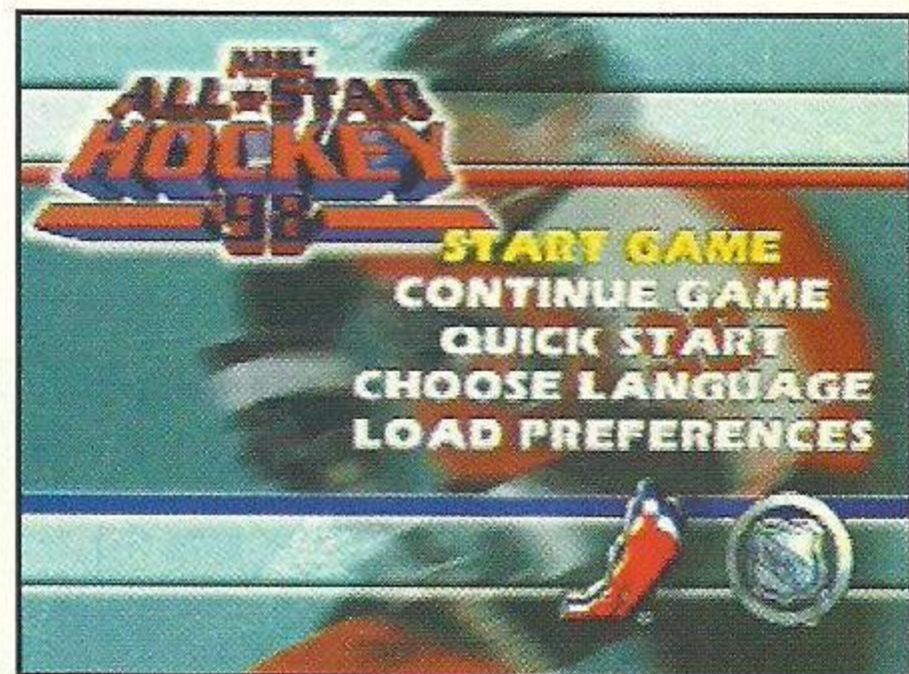 NHL
ALL★STAR
HOCKEY
98
START GAME
CONTINUE GAME
QUICK START
CHOOSE LANGUAGE
LOAD PREFERENCES